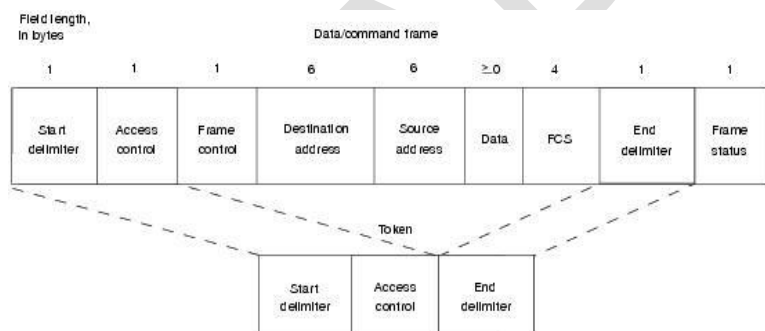 Field length,
in bytes
Data/command frame
1 1 1 6 6 ≥0 4 1 1
Start delimiter
Access control
Frame control
Destination address
Source address
Data
FCS
End delimiter
Frame status
Token
Start delimiter
Access control
End delimiter